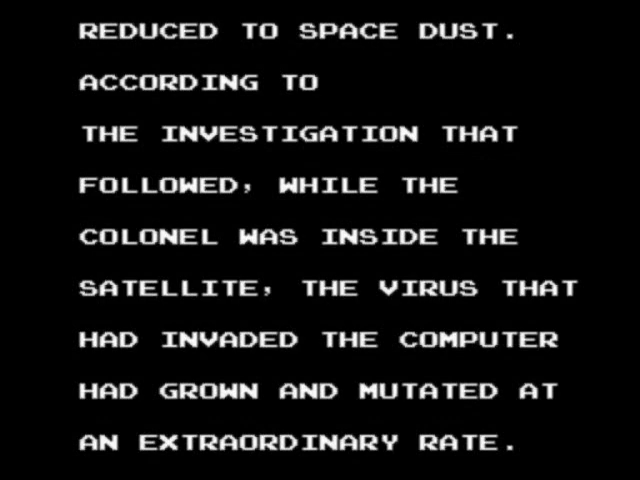 REDUCED TO SPACE DUST.
ACCORDING TO
THE INVESTIGATION THAT
FOLLOWED, WHILE THE
COLONEL WAS INSIDE THE
SATELLITE, THE VIRUS THAT
HAD INVADED THE COMPUTER
HAD GROWN AND MUTATED AT
AN EXTRAORDINARY RATE.